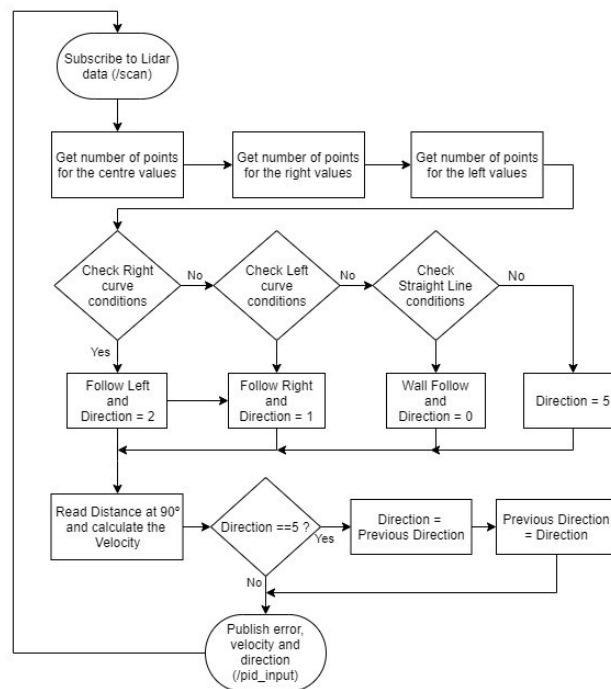 Subscribe to Lidar
data (/scan)
Get number of points
for the centre values
Get number of points
for the right values
Get number of points
for the left values
Check Right
curve
conditions
No
Check Left
curve
conditions
No
Check
Straight Line
conditions
No
Yes
Follow Left
and
Direction = 2
Follow Right
and
Direction = 1
Wall Follow
and
Direction = 0
Direction = 5
Read Distance at 90º
and calculate the
Velocity
Direction ==5 ?
Yes
Direction =
Previous Direction
Previous Direction
= Direction
No
Publish error,
velocity and
direction
(/pid_input)